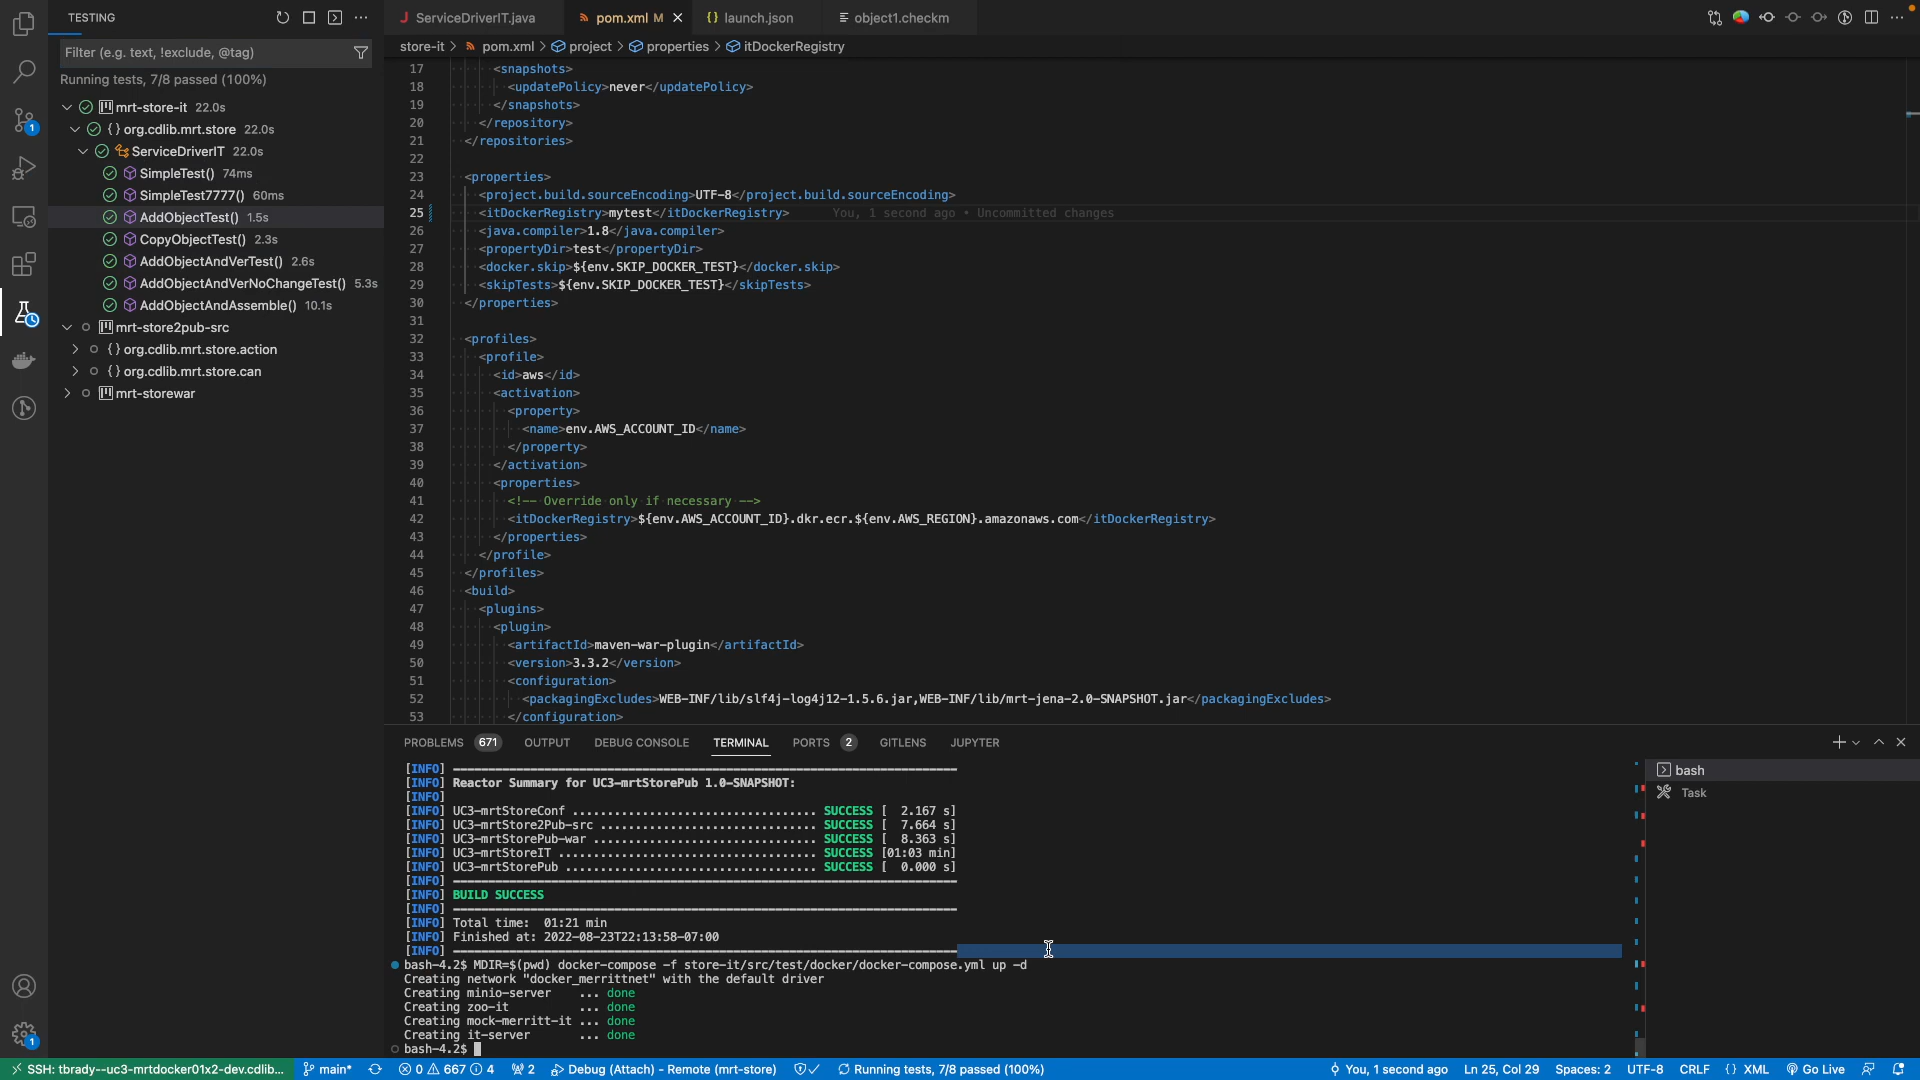 TESTING
ServiceDriverIT.java
pom.xml M
{} launch.json
object1.checkm
Filter (e.g. text, !exclude, @tag)
store-it > pom.xml > project > properties > itDockerRegistry
Running tests, 7/8 passed (100%)
mrt-store-it 22.0s
{} org.cdlib.mrt.store 22.0s
ServiceDriverIT 22.0s
SimpleTest() 74ms
SimpleTest7777() 60ms
AddObjectTest() 1.5s
CopyObjectTest() 2.3s
AddObjectAndVerTest() 2.6s
AddObjectAndVerNoChangeTest() 5.3s
AddObjectAndAssemble() 10.1s
mrt-store2pub-src
{} org.cdlib.mrt.store.action
{} org.cdlib.mrt.store.can
mrt-storewar
17 <snapshots>
18 <updatePolicy>never</updatePolicy>
19 </snapshots>
20 </repository>
21 </repositories>
22
23 <properties>
24 <project.build.sourceEncoding>UTF-8</project.build.sourceEncoding>
25 <itDockerRegistry>mytest</itDockerRegistry> You, 1 second ago • Uncommitted changes
26 <java.compiler>1.8</java.compiler>
27 <propertyDir>test</propertyDir>
28 <docker.skip>${env.SKIP_DOCKER_TEST}</docker.skip>
29 <skipTests>${env.SKIP_DOCKER_TEST}</skipTests>
30 </properties>
31
32 <profiles>
33 <profile>
34 <id>aws</id>
35 <activation>
36 <property>
37 <name>env.AWS_ACCOUNT_ID</name>
38 </property>
39 </activation>
40 <properties>
41 <!-- Override only if necessary -->
42 <itDockerRegistry>${env.AWS_ACCOUNT_ID}.dkr.ecr.${env.AWS_REGION}.amazonaws.com</itDockerRegistry>
43 </properties>
44 </profile>
45 </profiles>
46 <build>
47 <plugins>
48 <plugin>
49 <artifactId>maven-war-plugin</artifactId>
50 <version>3.3.2</version>
51 <configuration>
52 <packagingExcludes>WEB-INF/lib/slf4j-log4j12-1.5.6.jar,WEB-INF/lib/mrt-jena-2.0-SNAPSHOT.jar</packagingExcludes>
53 </configuration>
PROBLEMS 671 OUTPUT DEBUG CONSOLE TERMINAL PORTS 2 GITLENS JUPYTER
bash
Task
[INFO] ------------------------------------------------------------------------
[INFO] Reactor Summary for UC3-mrtStorePub 1.0-SNAPSHOT:
[INFO]
[INFO] UC3-mrtStoreConf ................................... SUCCESS [  2.167 s]
[INFO] UC3-mrtStore2Pub-src ............................... SUCCESS [  7.664 s]
[INFO] UC3-mrtStorePub-war ................................ SUCCESS [  8.363 s]
[INFO] UC3-mrtStoreIT ..................................... SUCCESS [01:03 min]
[INFO] UC3-mrtStorePub .................................... SUCCESS [  0.000 s]
[INFO] ------------------------------------------------------------------------
[INFO] BUILD SUCCESS
[INFO] ------------------------------------------------------------------------
[INFO] Total time:  01:21 min
[INFO] Finished at: 2022-08-23T22:13:58-07:00
[INFO] ------------------------------------------------------------------------
bash-4.2$ MDIR=$(pwd) docker-compose -f store-it/src/test/docker/docker-compose.yml up -d
Creating network "docker_merrittnet" with the default driver
Creating minio-server    ... done
Creating zoo-it          ... done
Creating mock-merritt-it ... done
Creating it-server       ... done
bash-4.2$
SSH: tbrady--uc3-mrtdocker01x2-dev.cdlib... main* 0 667 4 2 Debug (Attach) - Remote (mrt-store) Running tests, 7/8 passed (100%) You, 1 second ago Ln 25, Col 29 Spaces: 2 UTF-8 CRLF {} XML Go Live